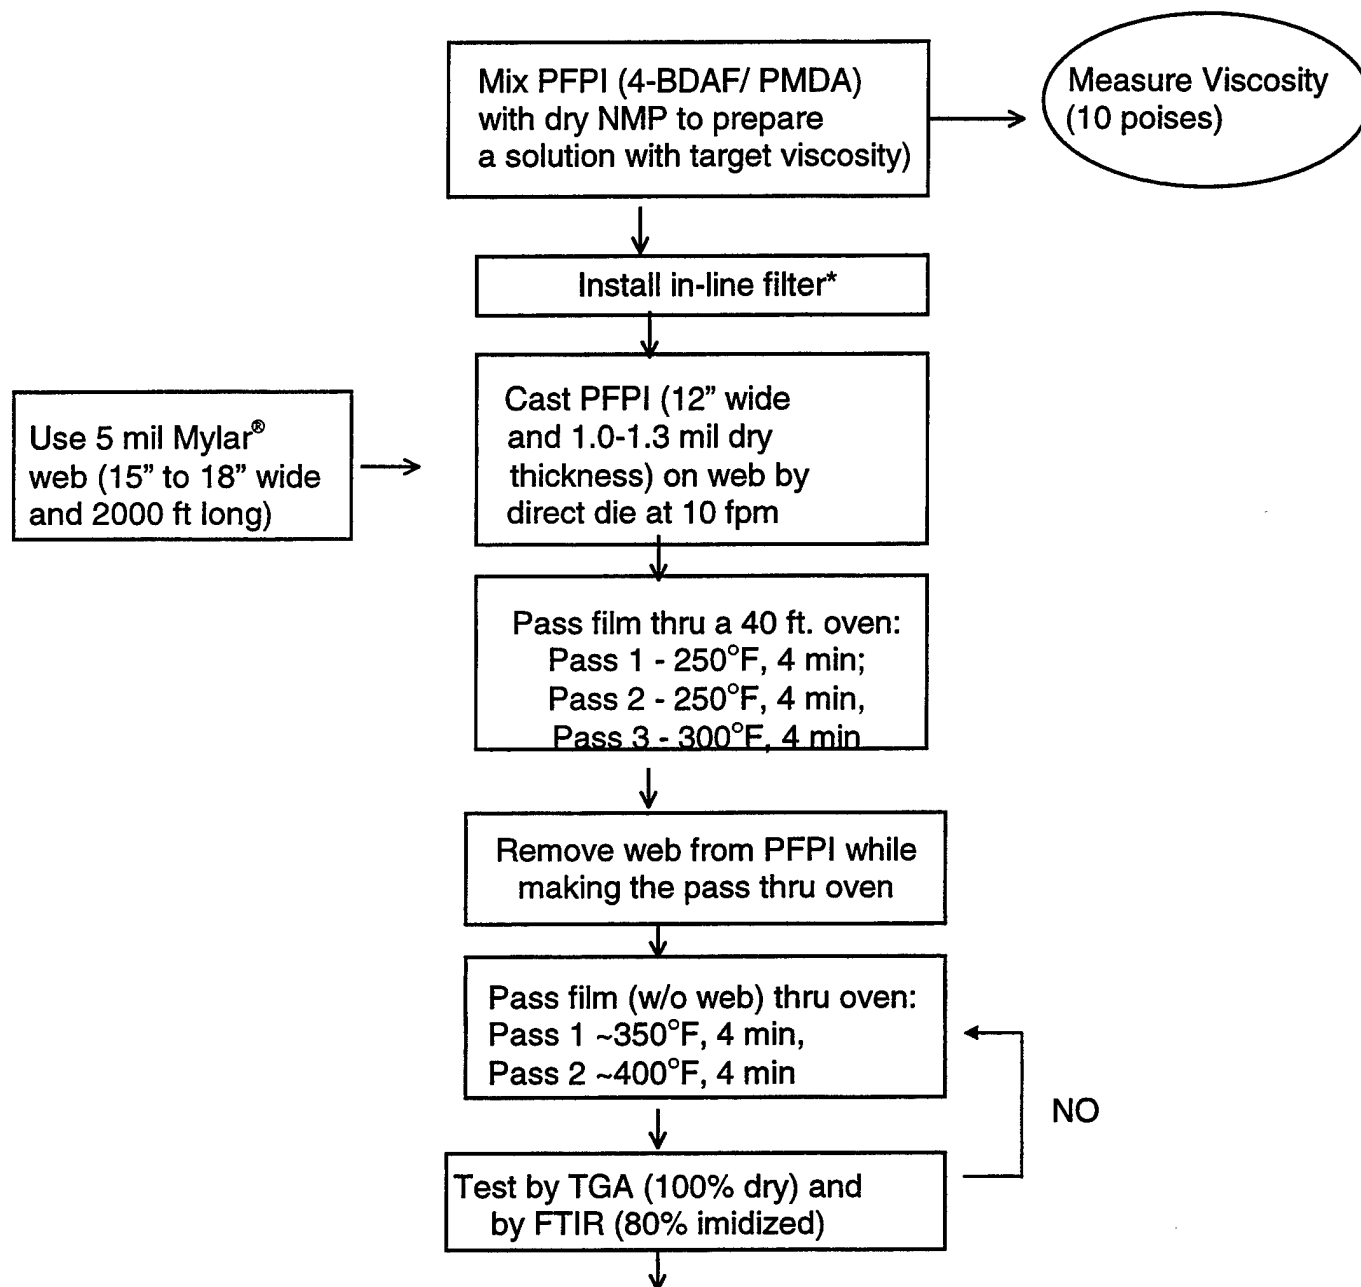 Mix PFPI (4-BDAF/ PMDA)
with dry NMP to prepare
a solution with target viscosity)
Measure Viscosity
(10 poises)
Install in-line filter*
Use 5 mil Mylar®
web (15” to 18” wide
and 2000 ft long)
Cast PFPI (12” wide
and 1.0-1.3 mil dry
thickness) on web by
direct die at 10 fpm
Pass film thru a 40 ft. oven:
Pass 1 - 250°F, 4 min;
Pass 2 - 250°F, 4 min,
Pass 3 - 300°F, 4 min
Remove web from PFPI while
making the pass thru oven
Pass film (w/o web) thru oven:
Pass 1 ~350°F, 4 min,
Pass 2 ~400°F, 4 min
NO
Test by TGA (100% dry) and
by FTIR (80% imidized)